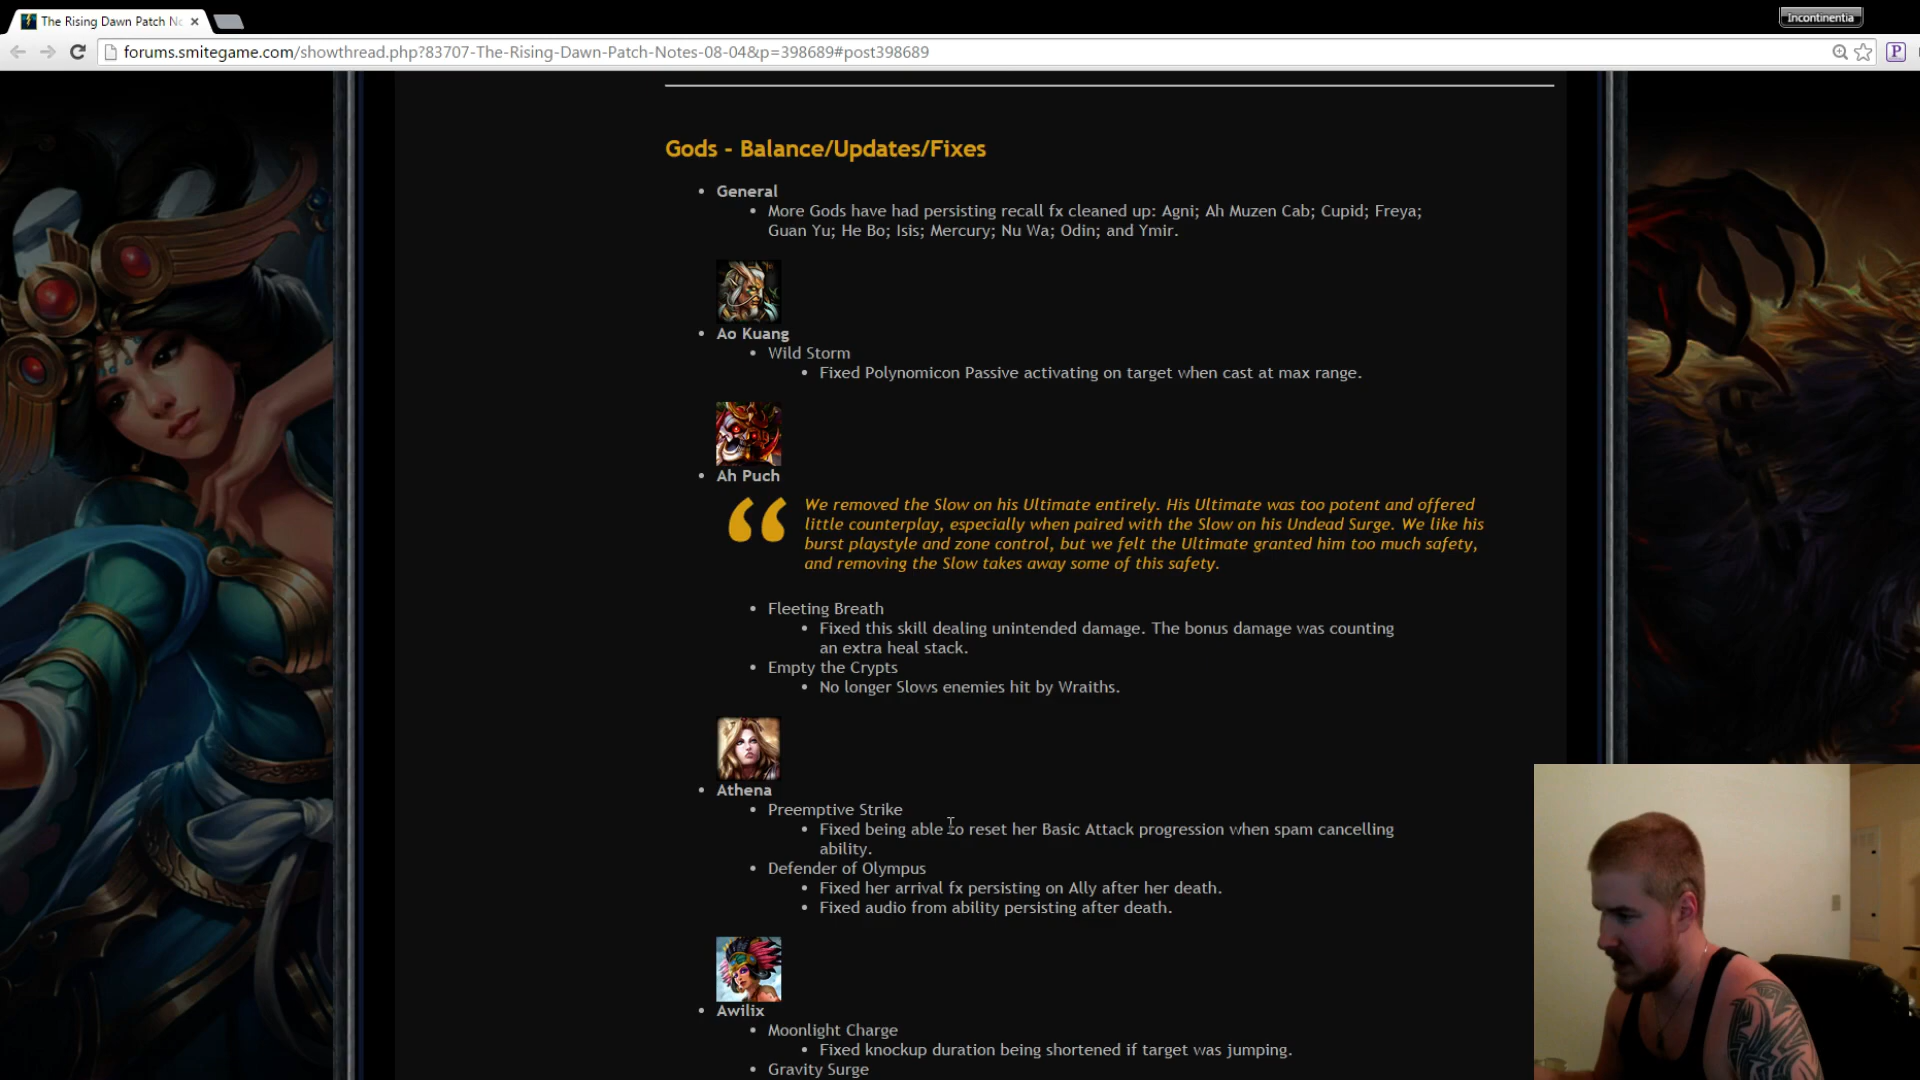 The Rising Dawn Patch No
Incontinentia
forums.smitegame.com/showthread.php?83707-The-Rising-Dawn-Patch-Notes-08-04&p=398689#post398689
P
Gods - Balance/Updates/Fixes
General
More Gods have had persisting recall fx cleaned up: Agni; Ah Muzen Cab; Cupid; Freya;
Guan Yu; He Bo; Isis; Mercury; Nu Wa; Odin; and Ymir.
Ao Kuang
Wild Storm
Fixed Polynomicon Passive activating on target when cast at max range.
Ah Puch
We removed the Slow on his Ultimate entirely. His Ultimate was too potent and offered
little counterplay, especially when paired with the Slow on his Undead Surge. We like his
burst playstyle and zone control, but we felt the Ultimate granted him too much safety,
and removing the Slow takes away some of this safety.
Fleeting Breath
Fixed this skill dealing unintended damage. The bonus damage was counting
an extra heal stack.
Empty the Crypts
No longer Slows enemies hit by Wraiths.
Athena
Preemptive Strike
Fixed being able to reset her Basic Attack progression when spam cancelling
ability.
Defender of Olympus
Fixed her arrival fx persisting on Ally after her death.
Fixed audio from ability persisting after death.
Awilix
Moonlight Charge
Fixed knockup duration being shortened if target was jumping.
Gravity Surge